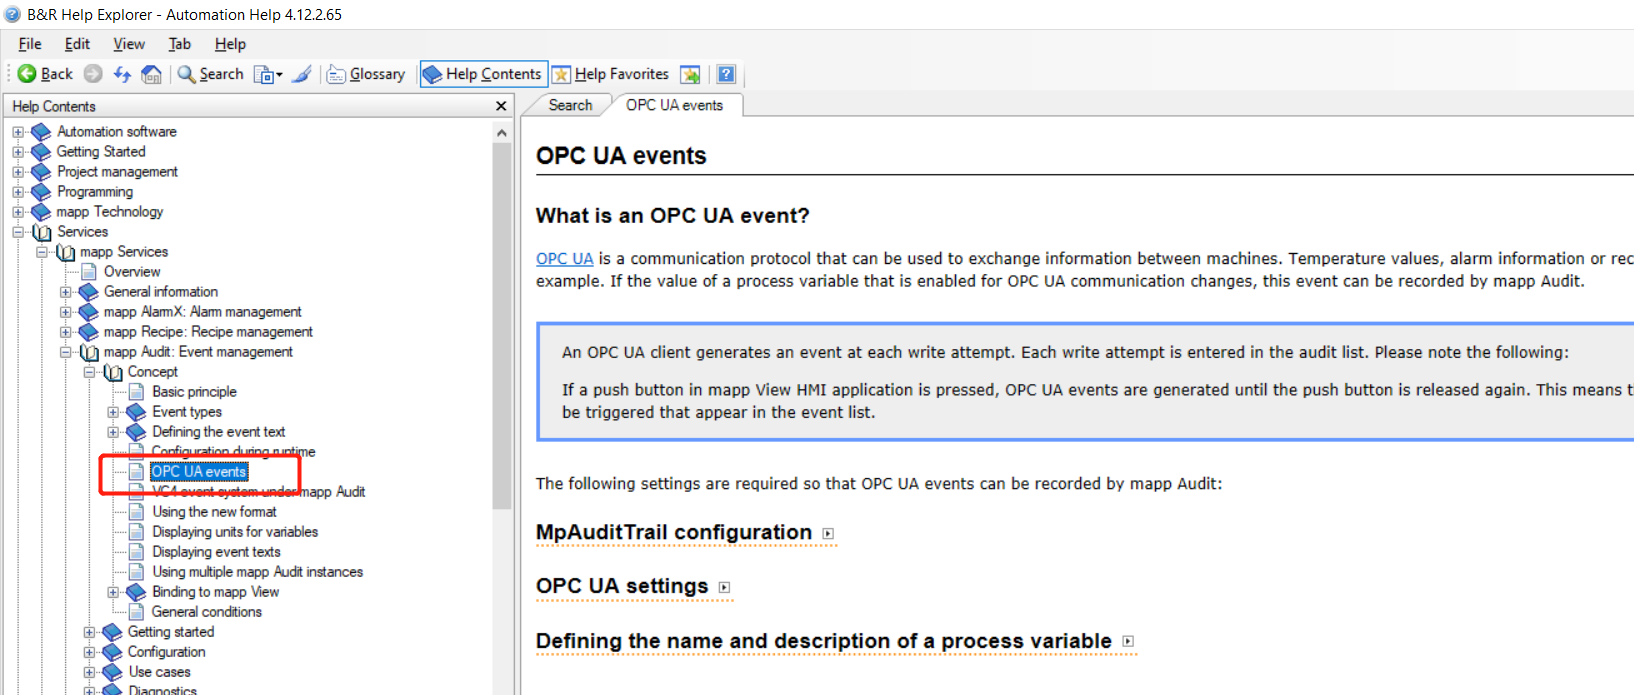 B&R Help Explorer - Automation Help 4.12.2.65
File Edit View Tab Help
Back Search Glossary Help Contents Help Favorites
Help Contents
Automation software
Getting Started
Project management
Programming
mapp Technology
Services
mapp Services
Overview
General information
mapp AlarmX: Alarm management
mapp Recipe: Recipe management
mapp Audit: Event management
Concept
Basic principle
Event types
Defining the event text
Configuration during runtime
OPC UA events
VC4 event system under mapp Audit
Using the new format
Displaying units for variables
Displaying event texts
Using multiple mapp Audit instances
Binding to mapp View
General conditions
Getting started
Configuration
Use cases
Diagnostics
Search OPC UA events
OPC UA events
What is an OPC UA event?
OPC UA is a communication protocol that can be used to exchange information between machines. Temperature values, alarm information or rec
example. If the value of a process variable that is enabled for OPC UA communication changes, this event can be recorded by mapp Audit.
An OPC UA client generates an event at each write attempt. Each write attempt is entered in the audit list. Please note the following:
If a push button in mapp View HMI application is pressed, OPC UA events are generated until the push button is released again. This means t
be triggered that appear in the event list.
The following settings are required so that OPC UA events can be recorded by mapp Audit:
MpAuditTrail configuration
OPC UA settings
Defining the name and description of a process variable